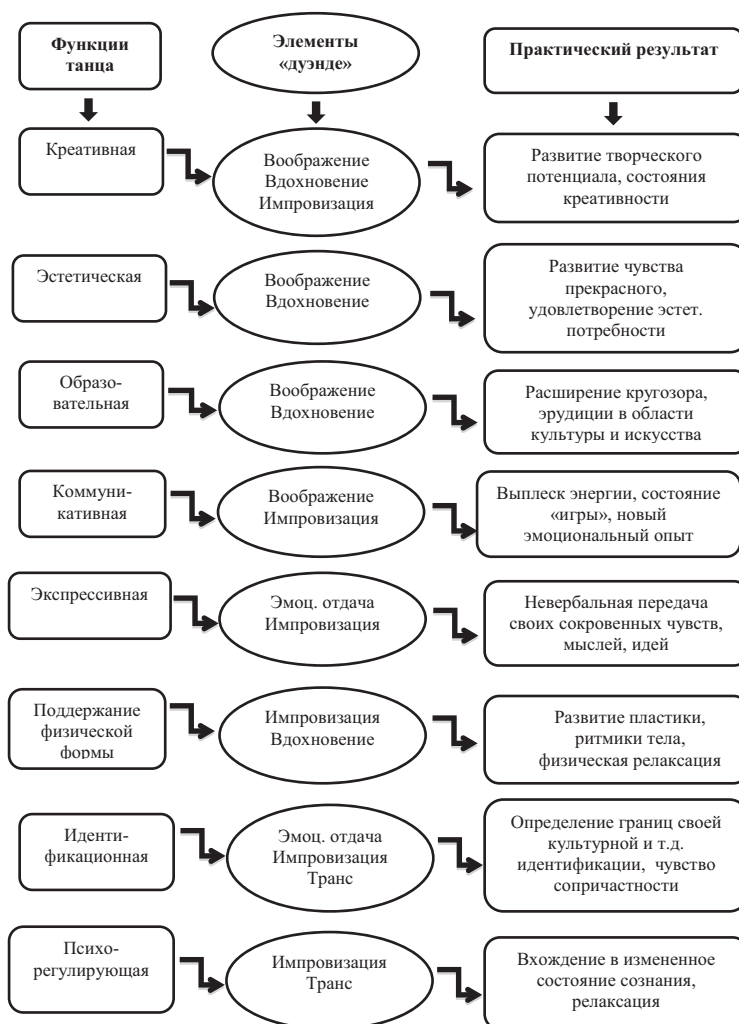 Функции
танца
Элементы
«дуэнде»
Практический результат
Креативная
Воображение
Вдохновение
Импровизация
Развитие творческого
потенциала, состояния
креативности
Эстетическая
Воображение
Вдохновение
Развитие чувства
прекрасного,
удовлетворение эстет.
потребности
Образо-
вательная
Воображение
Вдохновение
Расширение кругозора,
эрудиции в области
культуры и искусства
Коммуни-
кативная
Воображение
Импровизация
Выплеск энергии, состояние
«игры», новый
эмоциональный опыт
Экспрессивная
Эмоц. отдача
Импровизация
Невербальная передача
своих сокровенных чувств,
мыслей, идей
Поддержание
физической
формы
Импровизация
Вдохновение
Развитие пластики,
ритмики тела,
физическая релаксация
Иденти-
фикационная
Эмоц. отдача
Импровизация
Транс
Определение границ своей
культурной и т.д.
идентификации, чувство
сопричастности
Психо-
регулирующая
Импровизация
Транс
Вхождение в измененное
состояние сознания,
релаксация